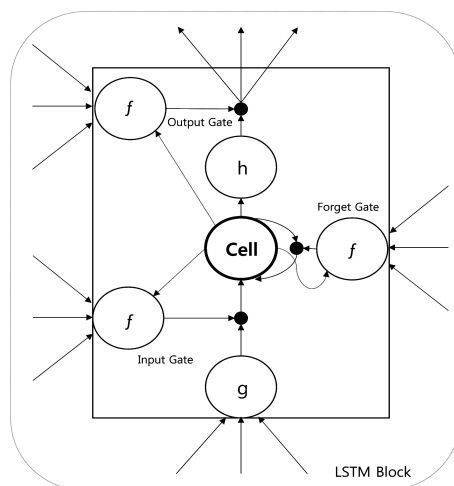 f
Output Gate
h
Forget Gate
Cell
f
f
Input Gate
g
LSTM Block